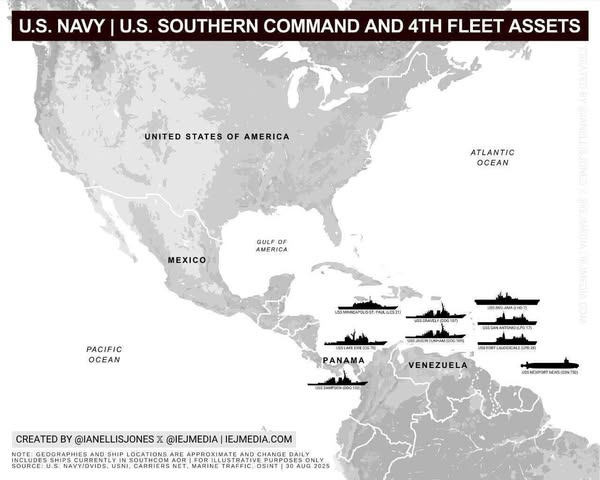 U.S. NAVY | U.S. SOUTHERN COMMAND AND 4TH FLEET ASSETS
UNITED STATES OF AMERICA
ATLANTIC
OCEAN
GULF OF
AMERICA
MEXICO
PACIFIC
OCEAN
USS MINNEAPOLIS-ST. PAUL (LCS 21)
USS GRAVELY (DDG 107)
USS IWO JIMA (LHD 7)
USS SAN ANTONIO (LPD 17)
USS LAKE ERIE (CG 70)
USS JASON DUNHAM (DDG 109)
USS FORT LAUDERDALE (LPD 28)
PANAMA
VENEZUELA
USS NEWPORT NEWS (SSN 750)
USS SAMPSON (DDG 102)
CREATED BY @IANELLISJONES X @IEJMEDIA | IEJMEDIA.COM
NOTE: GEOGRAPHIES AND SHIP LOCATIONS ARE APPROXIMATE AND CHANGE DAILY
INCLUDES SHIPS CURRENTLY IN SOUTHCOM AOR | FOR ILLUSTRATIVE PURPOSES ONLY
SOURCE: U.S. NAVY/DVIDS, USNI, CARRIERS NET, MARINE TRAFFIC, OSINT | 30 AUG 2025